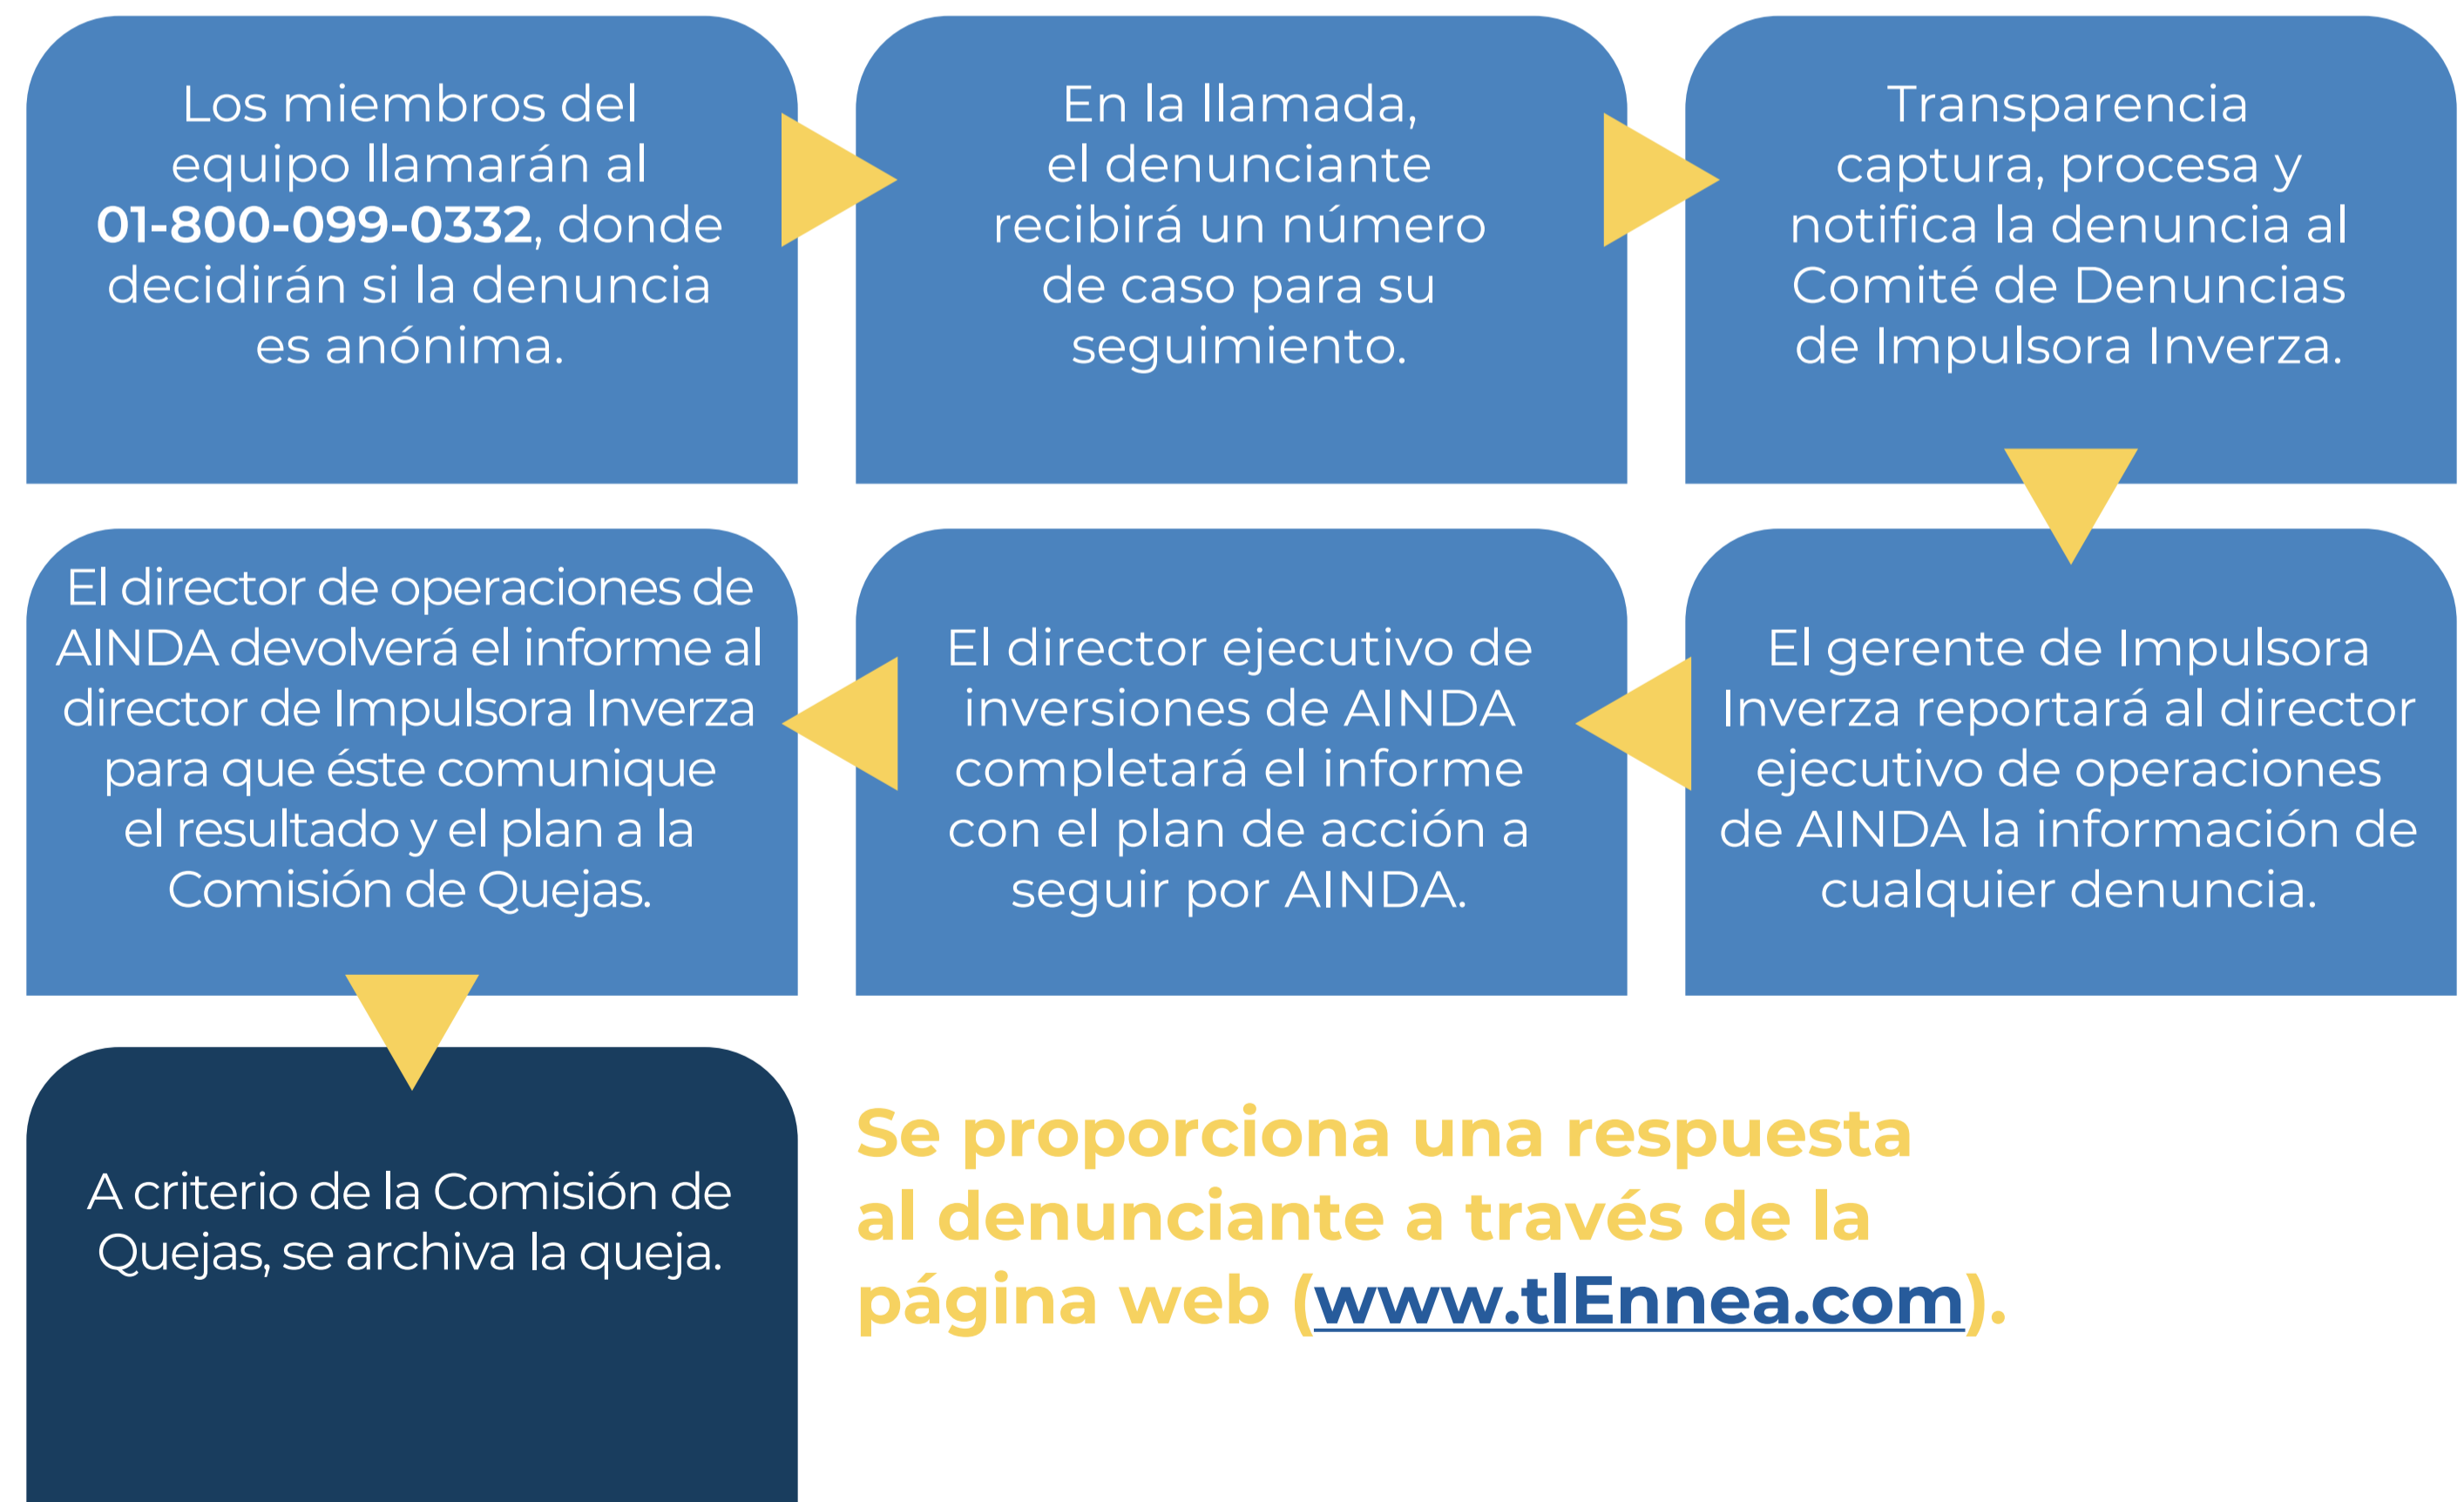 Los miembros del
equipo llamarán al
01-800-099-0332, donde
decidirán si la denuncia
es anónima.
En la llamada,
el denunciante
recibirá un número
de caso para su
seguimiento.
Transparencia
captura, procesa y
notifica la denuncia al
Comité de Denuncias
de Impulsora Inverza.
El gerente de Impulsora
Inverza reportará al director
ejecutivo de operaciones
de AINDA la información de
cualquier denuncia.
El director ejecutivo de
inversiones de AINDA
completará el informe
con el plan de acción a
seguir por AINDA.
El director de operaciones de
AINDA devolverá el informe al
director de Impulsora Inverza
para que éste comunique
el resultado y el plan a la
Comisión de Quejas.
A criterio de la Comisión de
Quejas, se archiva la queja.
Se proporciona una respuesta
al denunciante a través de la
página web (www.tlEnnea.com).